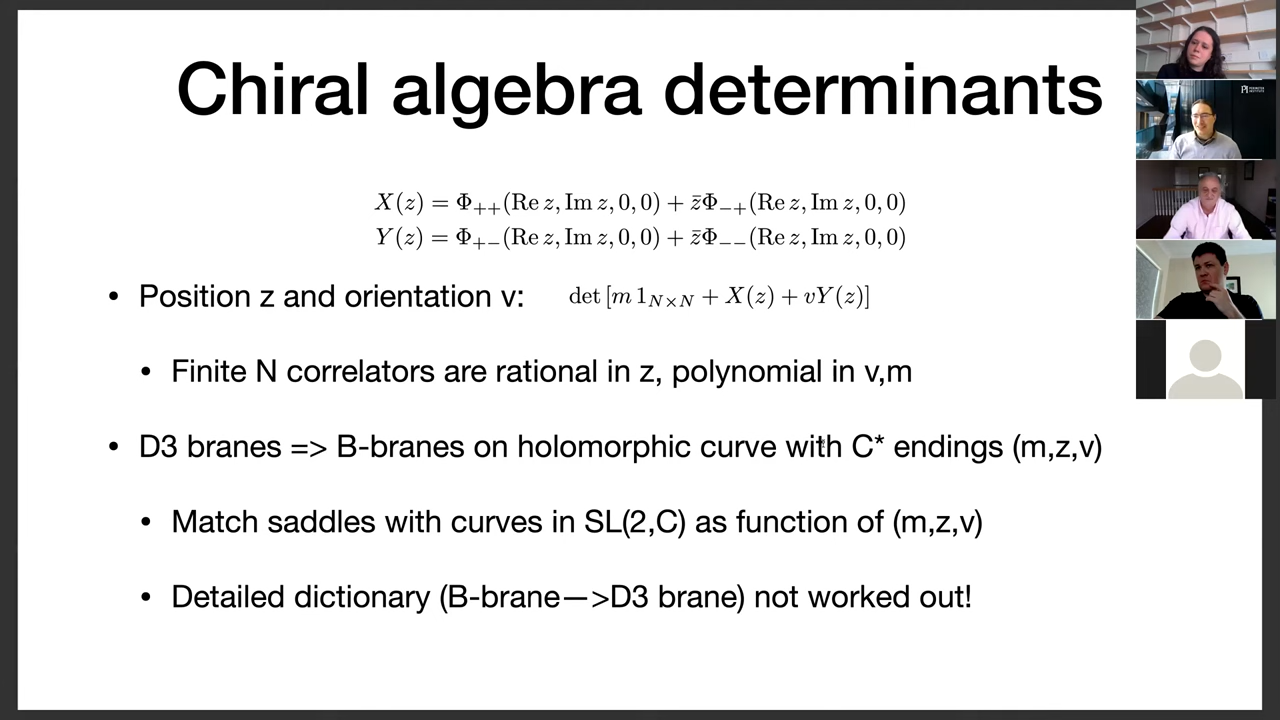 Chiral algebra determinants
X(z) = Φ₊₊(Re z, Im z, 0, 0) + z̄Φ₋₊(Re z, Im z, 0, 0)
Y(z) = Φ₊₋(Re z, Im z, 0, 0) + z̄Φ₋₋(Re z, Im z, 0, 0)
• Position z and orientation v: det [m 1_{N×N} + X(z) + vY(z)]
• Finite N correlators are rational in z, polynomial in v,m
• D3 branes => B-branes on holomorphic curve with C* endings (m,z,v)
• Match saddles with curves in SL(2,C) as function of (m,z,v)
• Detailed dictionary (B-brane—>D3 brane) not worked out!
PI PERIMETER INSTITUTE